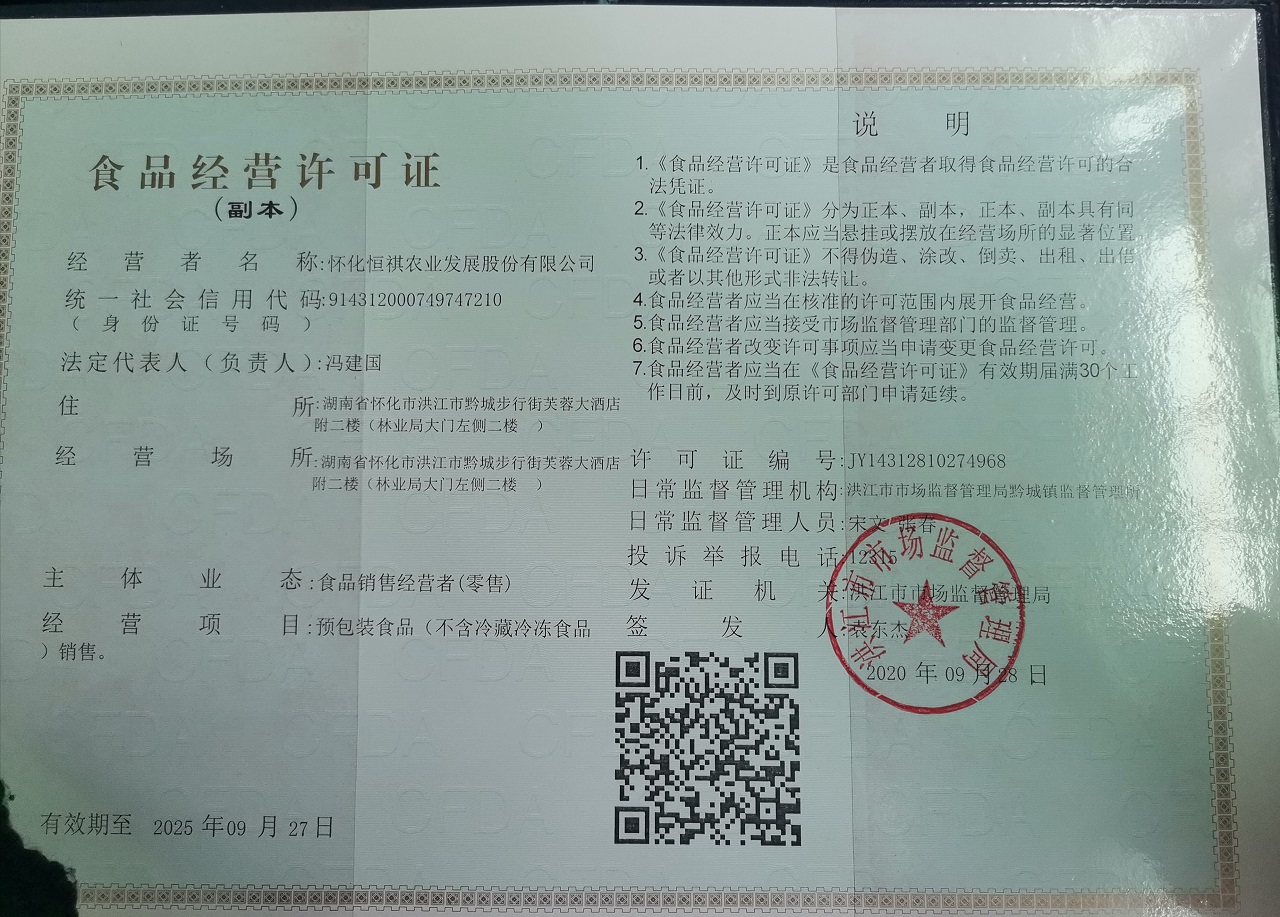 食品经营许可证
（副本）
经营者名称:怀化恒祺农业发展股份有限公司
统一社会信用代码:914312000749747210
（身份证号码）
法定代表人（负责人）:冯建国
住所:湖南省怀化市洪江市黔城步行街芙蓉大酒店
附二楼（林业局大门左侧二楼 ）
经营场所:湖南省怀化市洪江市黔城步行街芙蓉大酒店
附二楼（林业局大门左侧二楼 ）
主体业态:食品销售经营者(零售)
经营项目:预包装食品（不含冷藏冷冻食品
）销售。
有效期至 2025 年 09 月 27 日
说明
1.《食品经营许可证》是食品经营者取得食品经营许可的合
法凭证。
2.《食品经营许可证》分为正本、副本，正本、副本具有同
等法律效力。正本应当悬挂或摆放在经营场所的显著位置
3.《食品经营许可证》不得伪造、涂改、倒卖、出租、出借
或者以其他形式非法转让。
4.食品经营者应当在核准的许可范围内展开食品经营。
5.食品经营者应当接受市场监督管理部门的监督管理。
6.食品经营者改变许可事项应当申请变更食品经营许可。
7.食品经营者应当在《食品经营许可证》有效期届满30个工
作日前，及时到原许可部门申请延续。
许可证编号:JY14312810274968
日常监督管理机构:洪江市市场监督管理局黔城镇监督管理所
日常监督管理人员:宋文 张春
投诉举报电话:12315
发证机关:洪江市市场监督管理局
签发人:袁东杰
2020 年 09 月 28 日
洪江市市场监督管理局